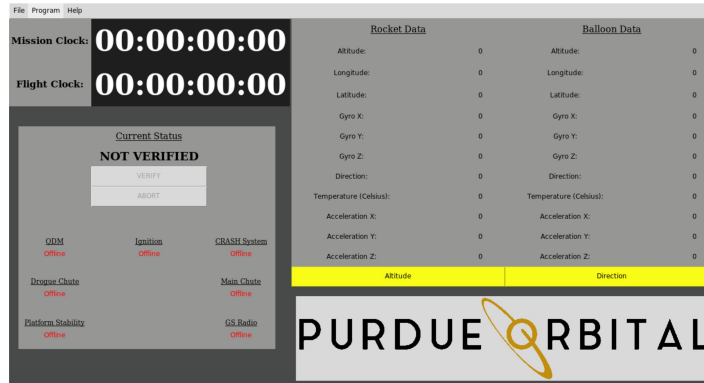 File Program Help
Mission Clock: 00:00:00:00
Flight Clock: 00:00:00:00
Current Status
NOT VERIFIED
VERIFY
ABORT
QDM Ignition CRASH System
Offline Offline Offline
Drogue Chute Main Chute
Offline Offline
Platform Stability GS Radio
Offline Offline
Rocket Data Balloon Data
Altitude: 0 Altitude: 0
Longitude: 0 Longitude: 0
Latitude: 0 Latitude: 0
Gyro X: 0 Gyro X: 0
Gyro Y: 0 Gyro Y: 0
Gyro Z: 0 Gyro Z: 0
Direction: 0 Direction: 0
Temperature (Celsius): 0 Temperature (Celsius): 0
Acceleration X: 0 Acceleration X: 0
Acceleration Y: 0 Acceleration Y: 0
Acceleration Z: 0 Acceleration Z: 0
Altitude Direction
PURDUE ORBITAL